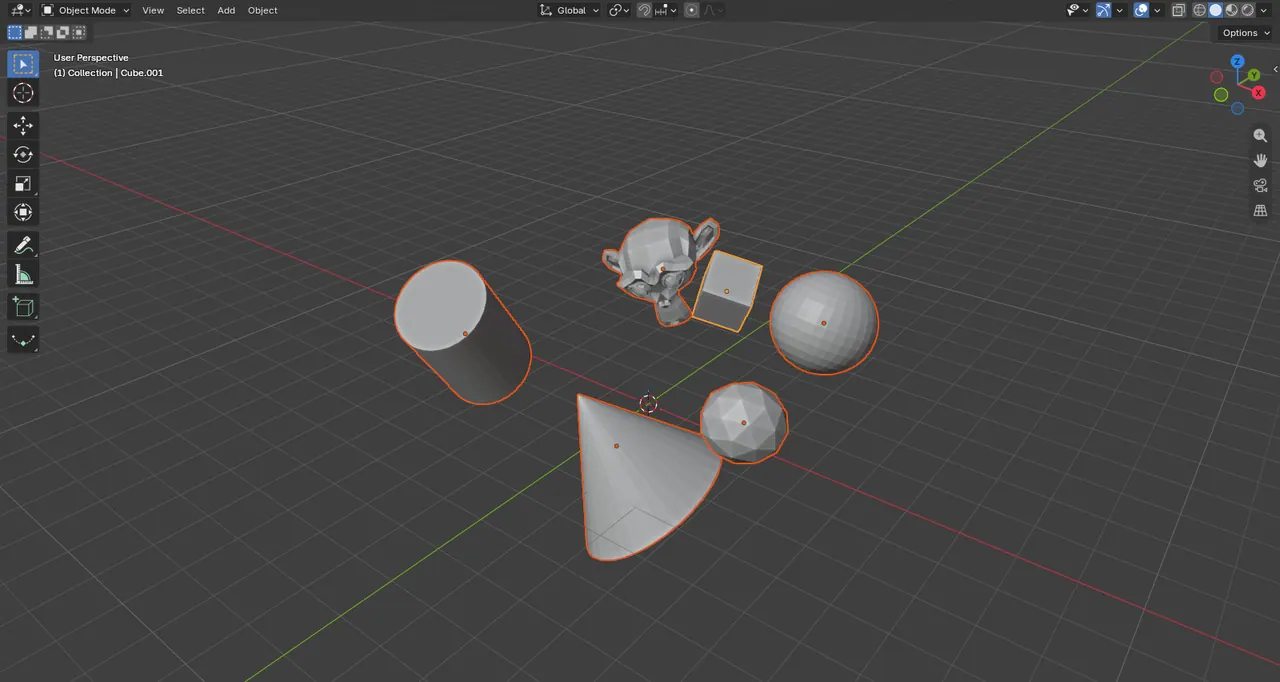 Object Mode View Select Add Object Global
Options
User Perspective
(1) Collection | Cube.001
Z
Y
X